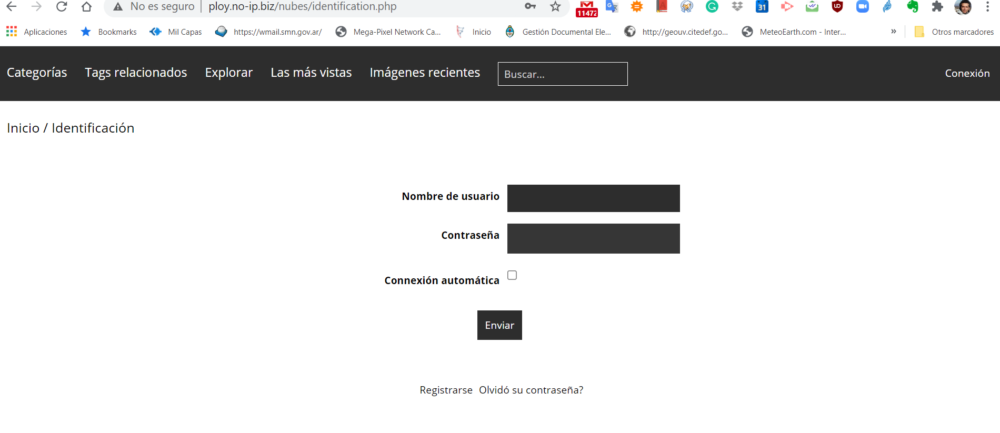 No es seguro ploy.no-ip.biz/nubes/identification.php 11472 31
Aplicaciones Bookmarks Mil Capas https://wmail.smn.gov.ar/ Mega-Pixel Network Ca... Inicio Gestión Documental Ele... http://geouv.citedef.go... MeteoEarth.com - Inter... » Otros marcadores
Categorías Tags relacionados Explorar Las más vistas Imágenes recientes Buscar... Conexión
Inicio / Identificación
Nombre de usuario
Contraseña
Connexión automática
Enviar
Registrarse Olvidó su contraseña?